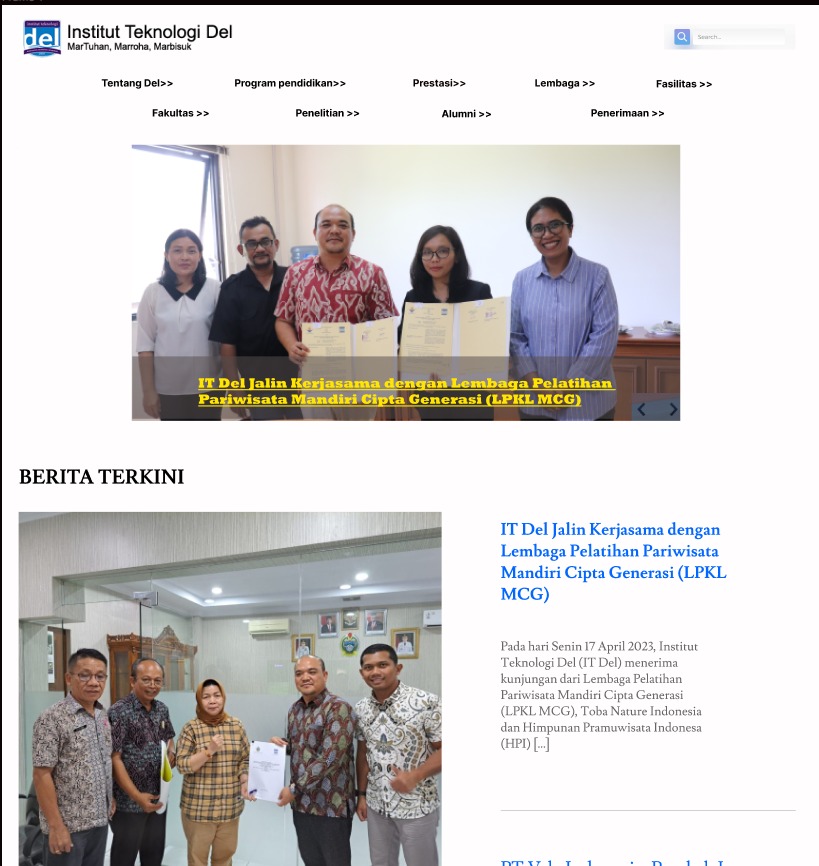 Institut Teknologi Del
MarTuhan, Marroha, Marbisuk
del
Search...
Tentang Del>>
Program pendidikan>>
Prestasi>>
Lembaga >>
Fasilitas >>
Fakultas >>
Penelitian >>
Alumni >>
Penerimaan >>
IT Del Jalin Kerjasama dengan Lembaga Pelatihan
Pariwisata Mandiri Cipta Generasi (LPKL MCG)
BERITA TERKINI
IT Del Jalin Kerjasama dengan
Lembaga Pelatihan Pariwisata
Mandiri Cipta Generasi (LPKL
MCG)
Pada hari Senin 17 April 2023, Institut
Teknologi Del (IT Del) menerima
kunjungan dari Lembaga Pelatihan
Pariwisata Mandiri Cipta Generasi
(LPKL MCG), Toba Nature Indonesia
dan Himpunan Pramuwisata Indonesa
(HPI) [...]